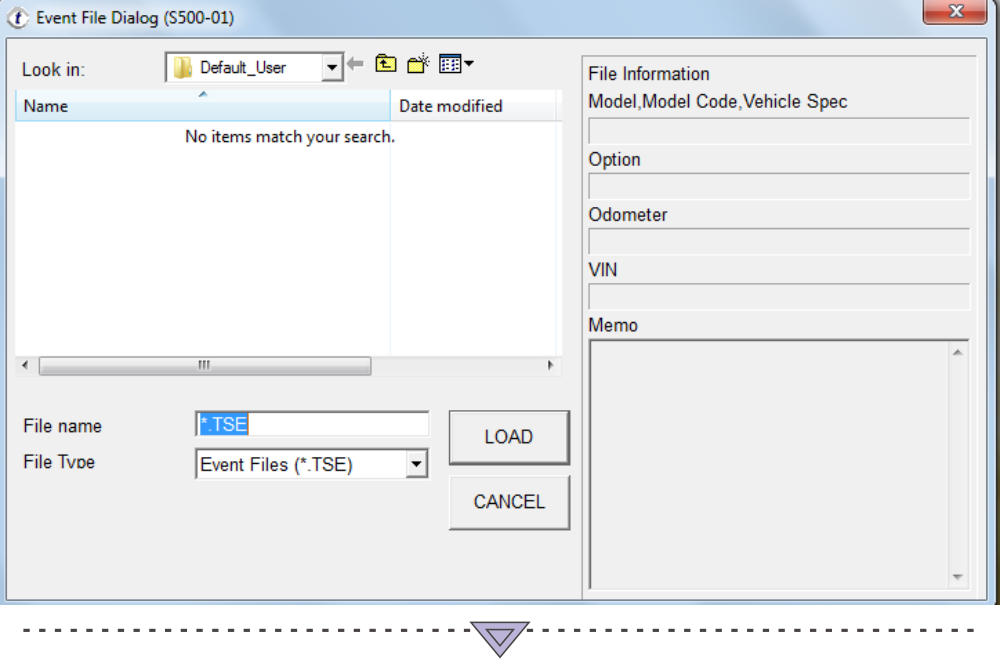 Event File Dialog (S500-01)
Look in:
Default_User
Name
Date modified
No items match your search.
File name
*.TSE
File Type
Event Files (*.TSE)
LOAD
CANCEL
File Information
Model,Model Code,Vehicle Spec
Option
Odometer
VIN
Memo